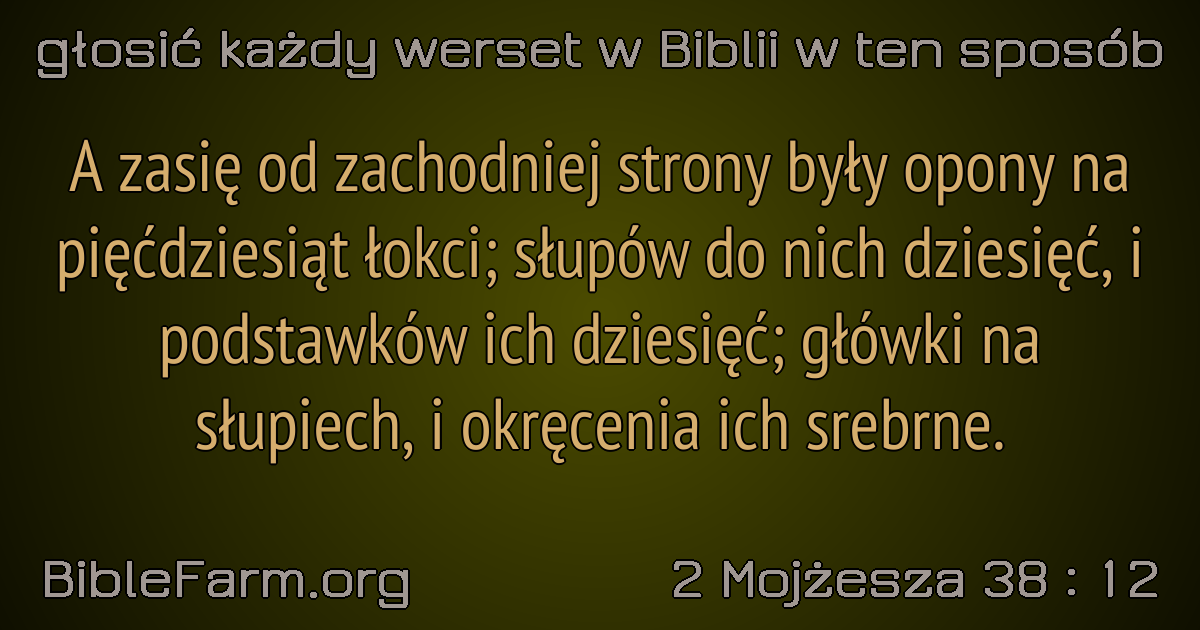 głosić każdy werset w Biblii w ten sposób
A zasię od zachodniej strony były opony na
pięćdziesiąt łokci; słupów do nich dziesięć, i
podstawków ich dziesięć; główki na
słupiech, i okręcenia ich srebrne.
BibleFarm.org
2 Mojżesza 38 : 12